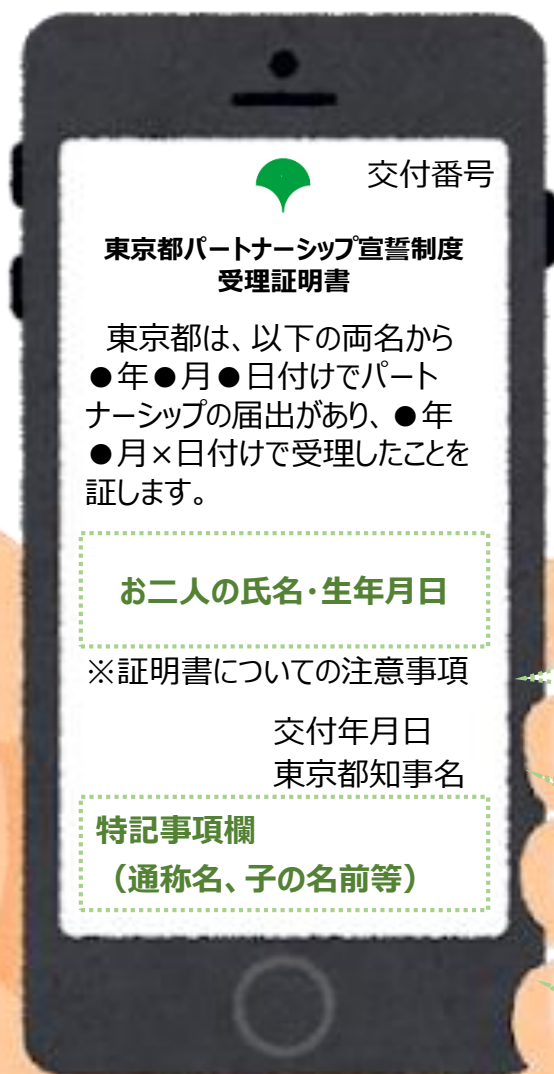 交付番号
東京都パートナーシップ宣誓制度
受理証明書
東京都は、以下の両名から
●年●月●日付けでパート
ナーシップの届出があり、●年
●月×日付けで受理したことを
証します。
お二人の氏名・生年月日
※証明書についての注意事項
交付年月日
東京都知事名
特記事項欄
（通称名、子の名前等）